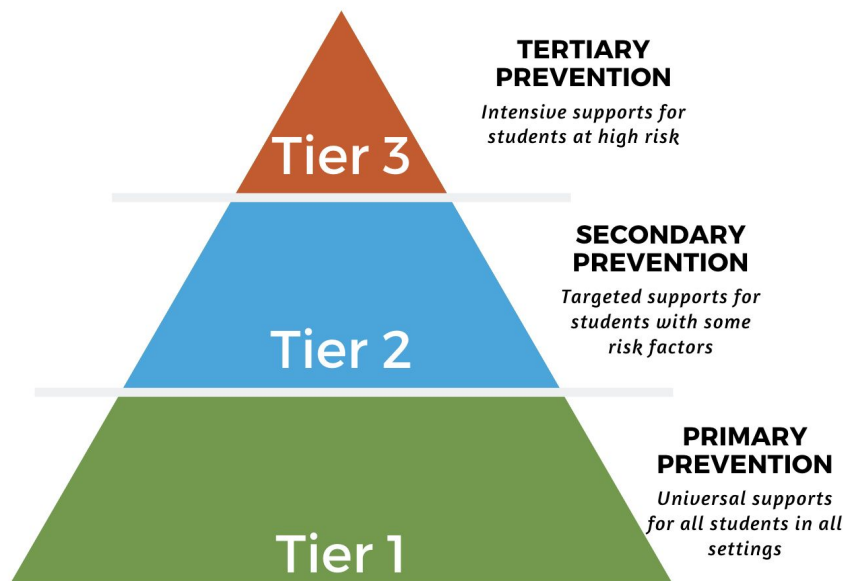 TERTIARY
PREVENTION
Intensive supports for
students at high risk
Tier 3
SECONDARY
PREVENTION
Targeted supports for
students with some
risk factors
Tier 2
PRIMARY
PREVENTION
Universal supports
for all students in all
settings
Tier 1